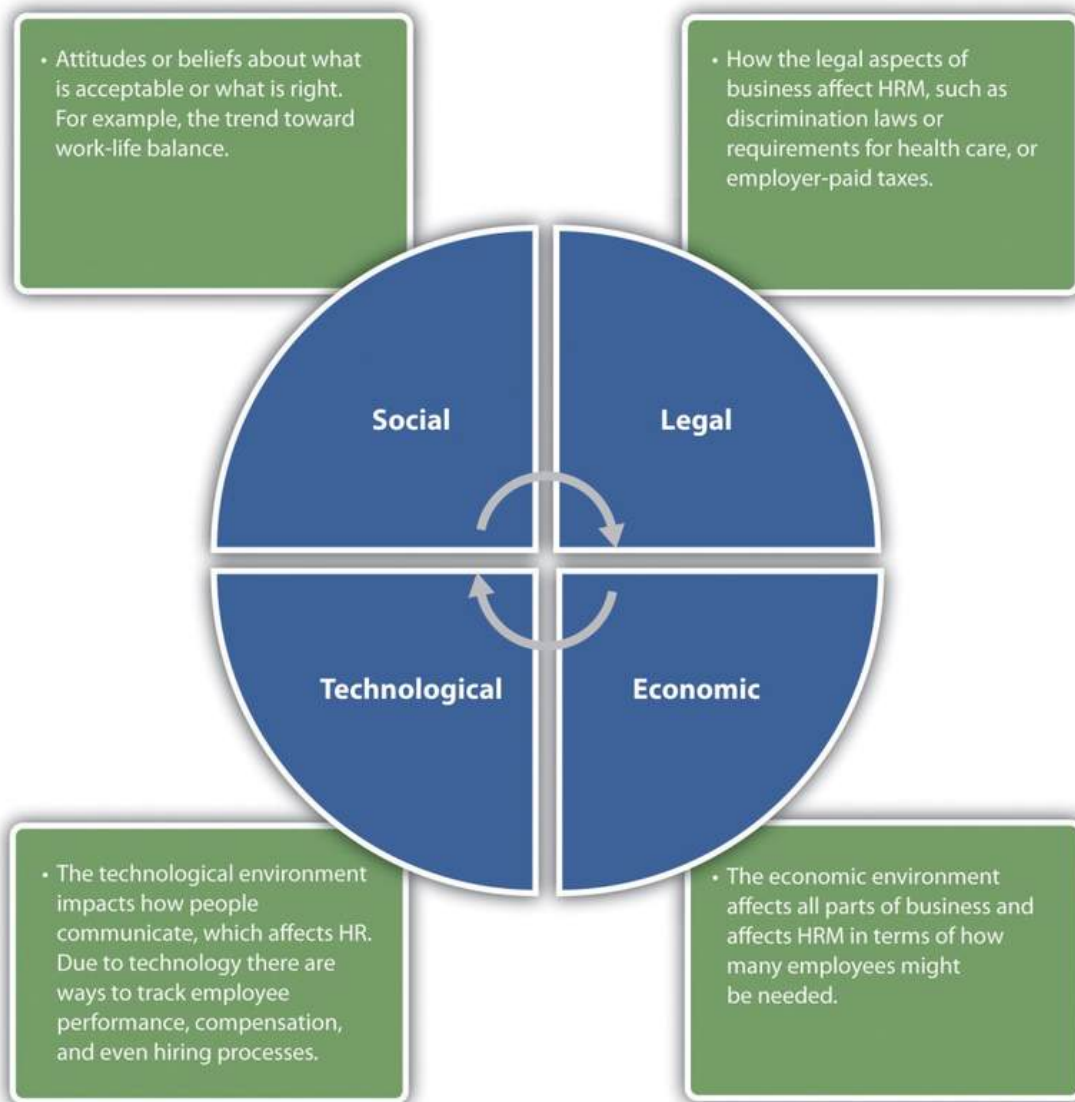 • Attitudes or beliefs about what
is acceptable or what is right.
For example, the trend toward
work-life balance.
• How the legal aspects of
business affect HRM, such as
discrimination laws or
requirements for health care, or
employer-paid taxes.
Social
Legal
Technological
Economic
• The technological environment
impacts how people
communicate, which affects HR.
Due to technology there are
ways to track employee
performance, compensation,
and even hiring processes.
• The economic environment
affects all parts of business and
affects HRM in terms of how
many employees might
be needed.